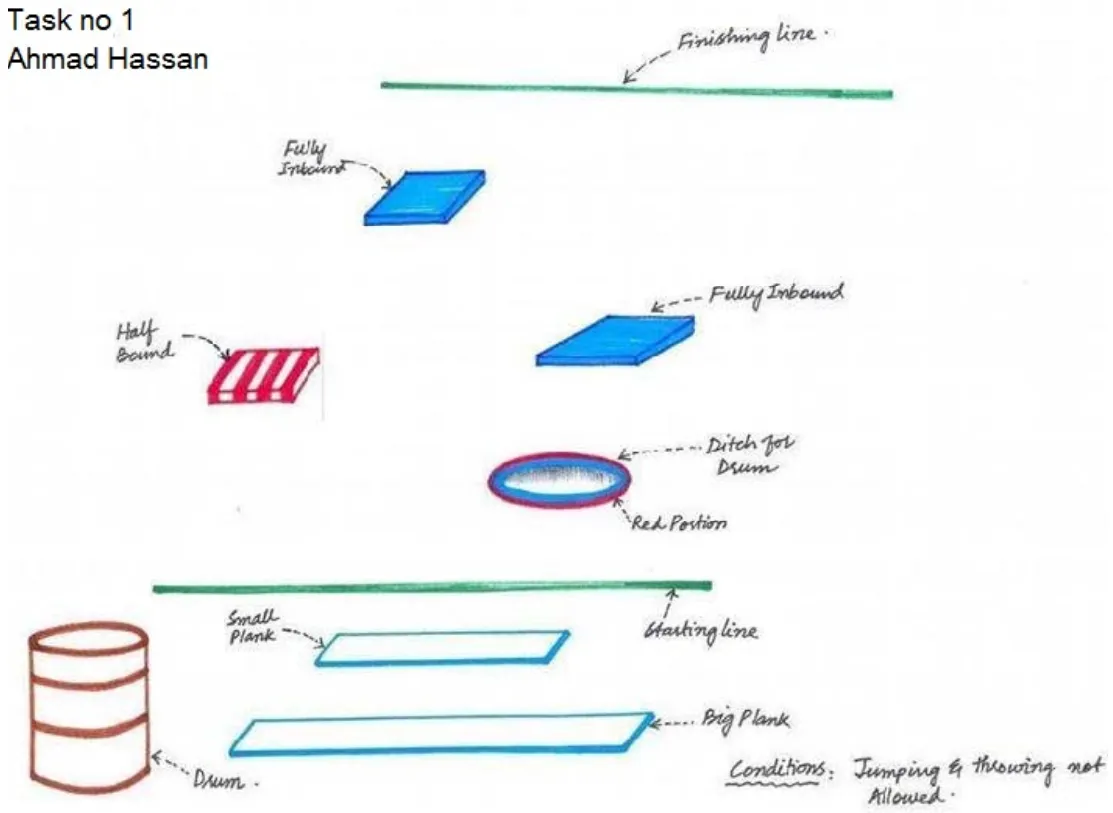 Task no 1
Ahmad Hassan
Finishing line.
Fully
Inbound
Fully Inbound
Half
Bound
Ditch for
Drum
Red Portion
Starting line
Small
Plank
Big Plank
Drum.
Conditions: Jumping & throwing not
Allowed.